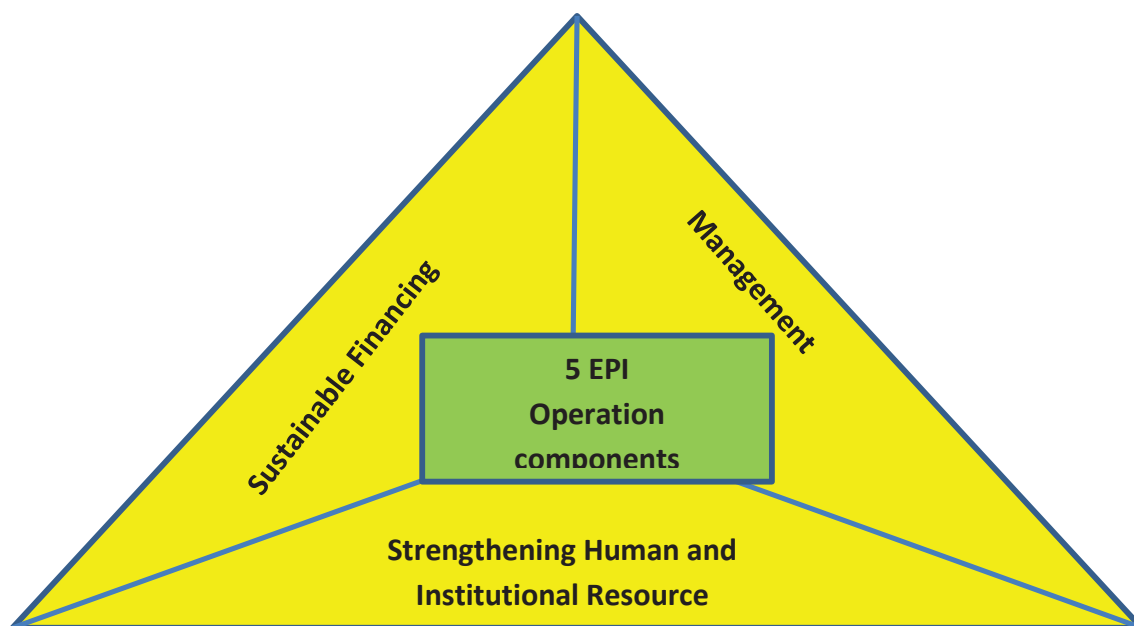 Sustainable Financing
Management
5 EPI
Operation
components
Strengthening Human and
Institutional Resource